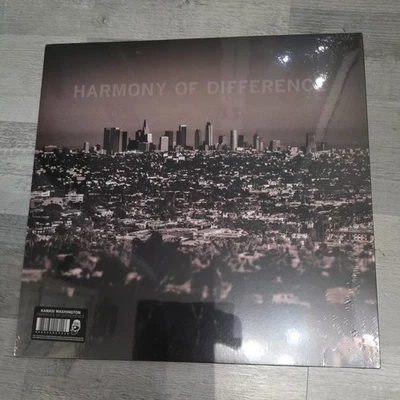 HARMONY OF DIFFERENCE
KAMASI WASHINGTON